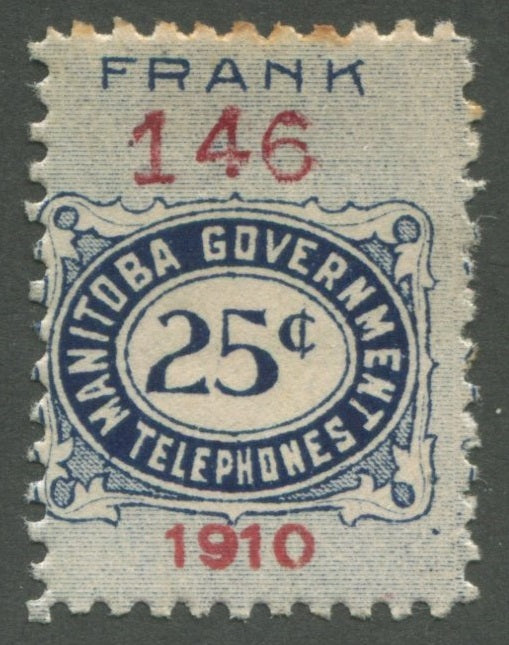 FRANK
146
MANITOBA GOVERNMENT
25¢
TELEPHONES
1910